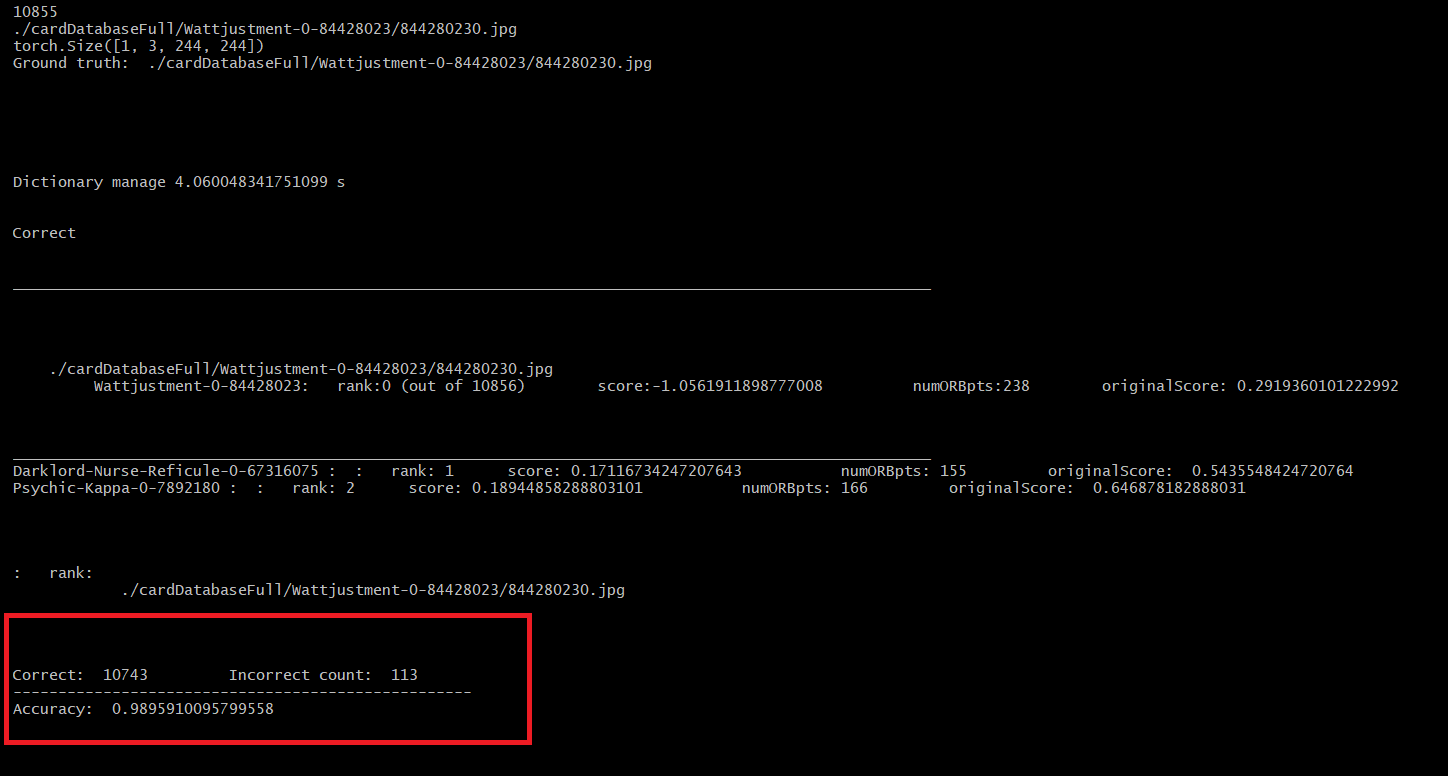 10855
./cardDatabaseFull/Wattjustment-0-84428023/844280230.jpg
torch.Size([1, 3, 244, 244])
Ground truth:  ./cardDatabaseFull/Wattjustment-0-84428023/844280230.jpg
Dictionary manage 4.060048341751099 s
Correct
______________________________________________________________________________________________________
./cardDatabaseFull/Wattjustment-0-84428023/844280230.jpg
Wattjustment-0-84428023:   rank:0 (out of 10856)        score:-1.0561911898777008          numORBpts:238        originalScore: 0.2919360101222992
______________________________________________________________________________________________________
Darklord-Nurse-Reficule-0-67316075 :  :   rank: 1      score: 0.17116734247207643           numORBpts: 155         originalScore:  0.5435548424720764
Psychic-Kappa-0-7892180 :  :   rank: 2      score: 0.18944858288803101           numORBpts: 166         originalScore:  0.646878182888031
:   rank:
./cardDatabaseFull/Wattjustment-0-84428023/844280230.jpg
Correct:  10743         Incorrect count:  113
---------------------------------------------------
Accuracy:  0.9895910095799558